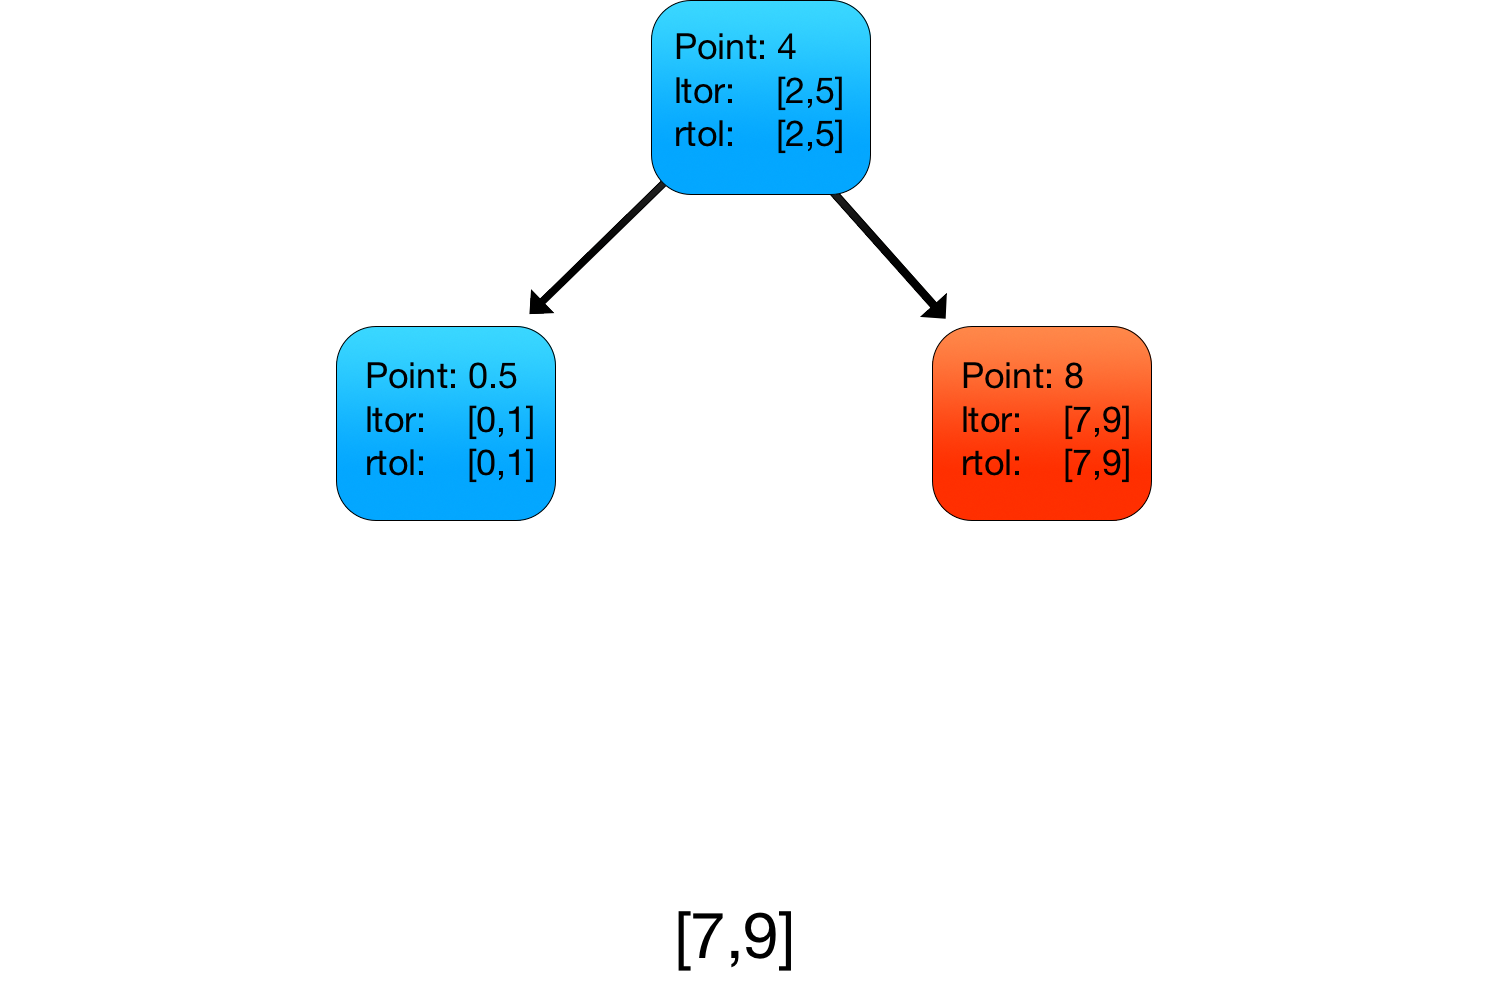 Point: 4
ltor: [2,5]
rtol: [2,5]
Point: 0.5
ltor: [0,1]
rtol: [0,1]
Point: 8
ltor: [7,9]
rtol: [7,9]
[7,9]